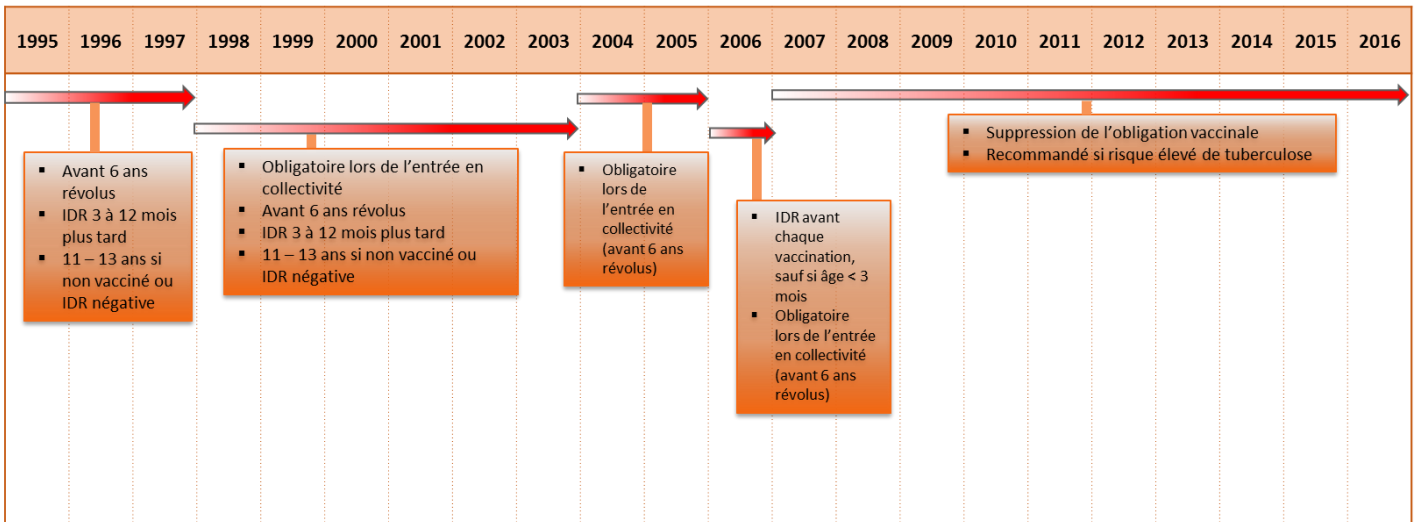 1995 1996 1997 1998 1999 2000 2001 2002 2003 2004 2005 2006 2007 2008 2009 2010 2011 2012 2013 2014 2015 2016
▪ Avant 6 ans
révolus
▪ IDR 3 à 12 mois
plus tard
▪ 11 – 13 ans si
non vacciné ou
IDR négative
▪ Obligatoire lors de l’entrée en
collectivité
▪ Avant 6 ans révolus
▪ IDR 3 à 12 mois plus tard
▪ 11 – 13 ans si non vacciné ou
IDR négative
▪ Obligatoire
lors de
l’entrée en
collectivité
(avant 6 ans
révolus)
▪ IDR avant
chaque
vaccination,
sauf si âge < 3
mois
▪ Obligatoire
lors de l’entrée
en collectivité
(avant 6 ans
révolus)
▪ Suppression de l’obligation vaccinale
▪ Recommandé si risque élevé de tuberculose